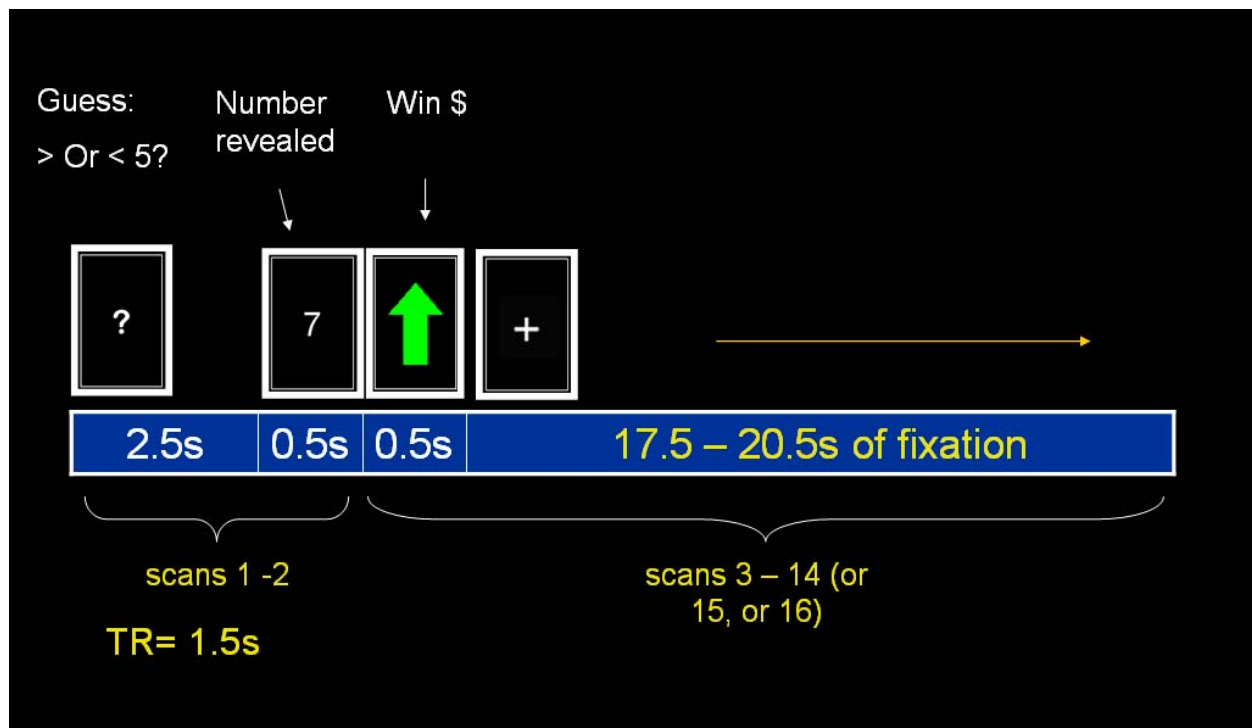 Guess:
> Or < 5?
Number
revealed
Win $
?
7
+
2.5s
0.5s
0.5s
17.5 – 20.5s of fixation
scans 1 -2
scans 3 – 14 (or
15, or 16)
TR= 1.5s